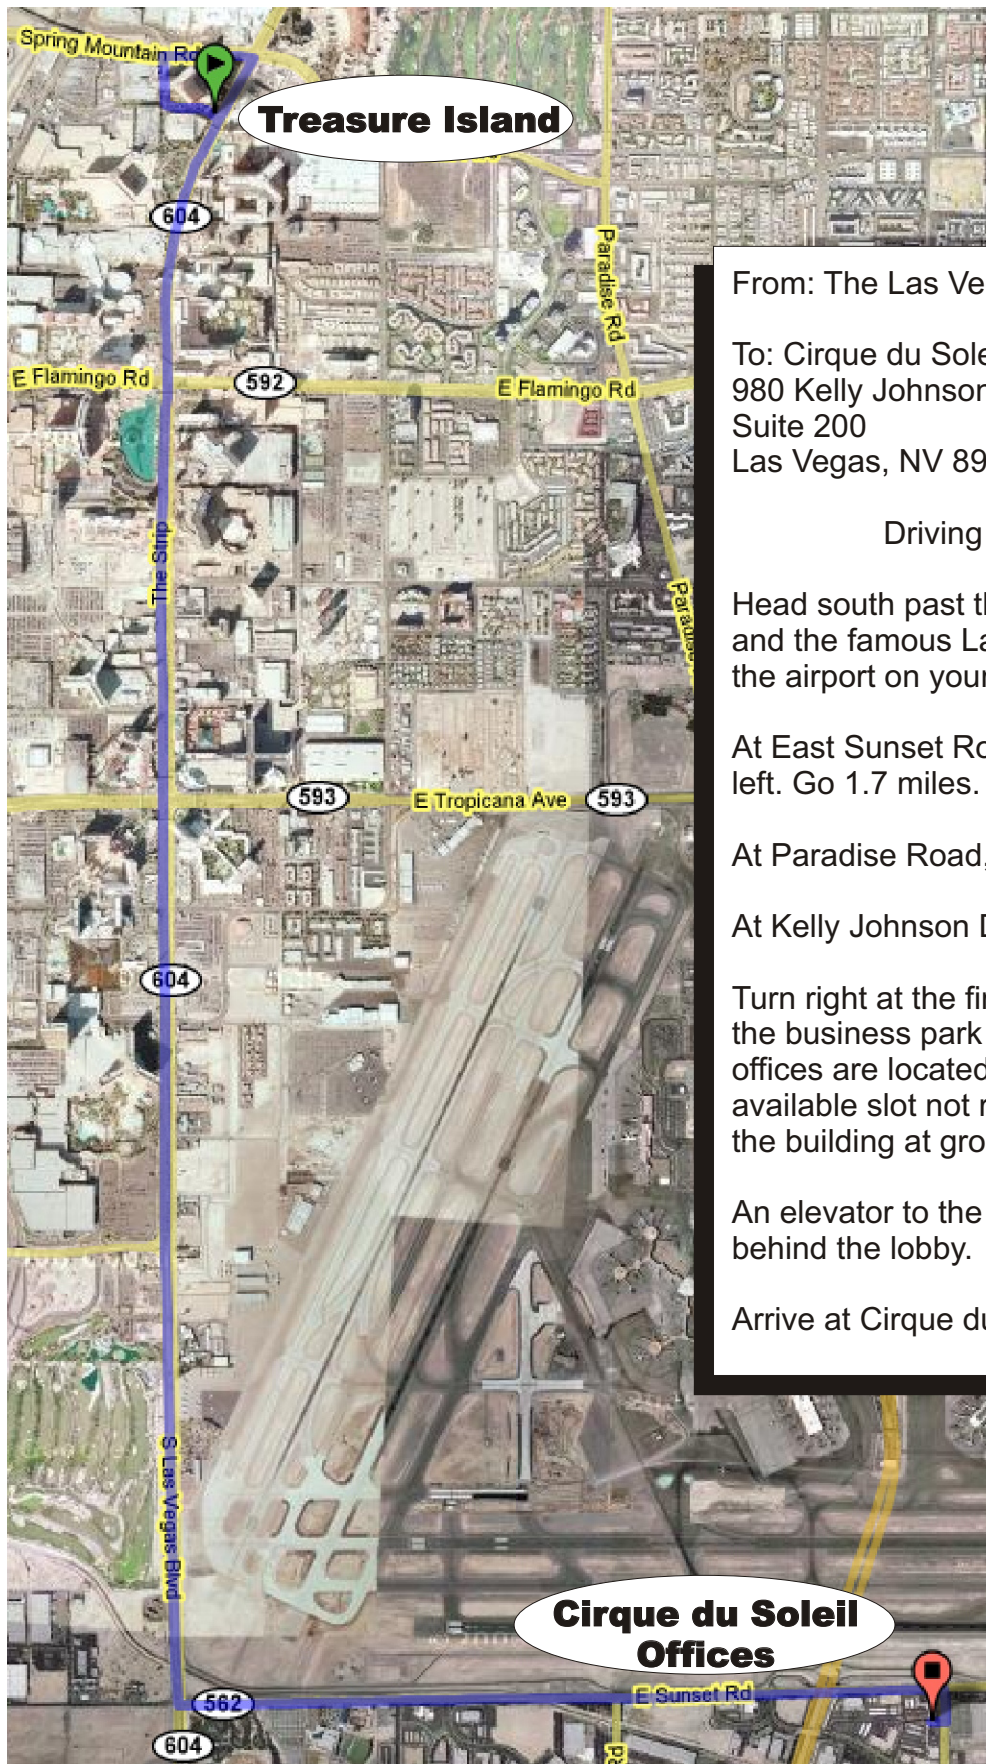 Spring Mountain Rd
Treasure Island
604
Paradise Rd
E Flamingo Rd
592
E Flamingo Rd
The Strip
593
E Tropicana Ave
593
604
S Las Vegas Blvd
Cirque du Soleil
Offices
562
E Sunset Rd
604
From: The Las Ve
To: Cirque du Sole
980 Kelly Johnson
Suite 200
Las Vegas, NV 89
Driving
Head south past th
and the famous La
the airport on your
At East Sunset Ro
left. Go 1.7 miles.
At Paradise Road,
At Kelly Johnson D
Turn right at the fir
the business park
offices are located
available slot not r
the building at gro
An elevator to the
behind the lobby.
Arrive at Cirque du